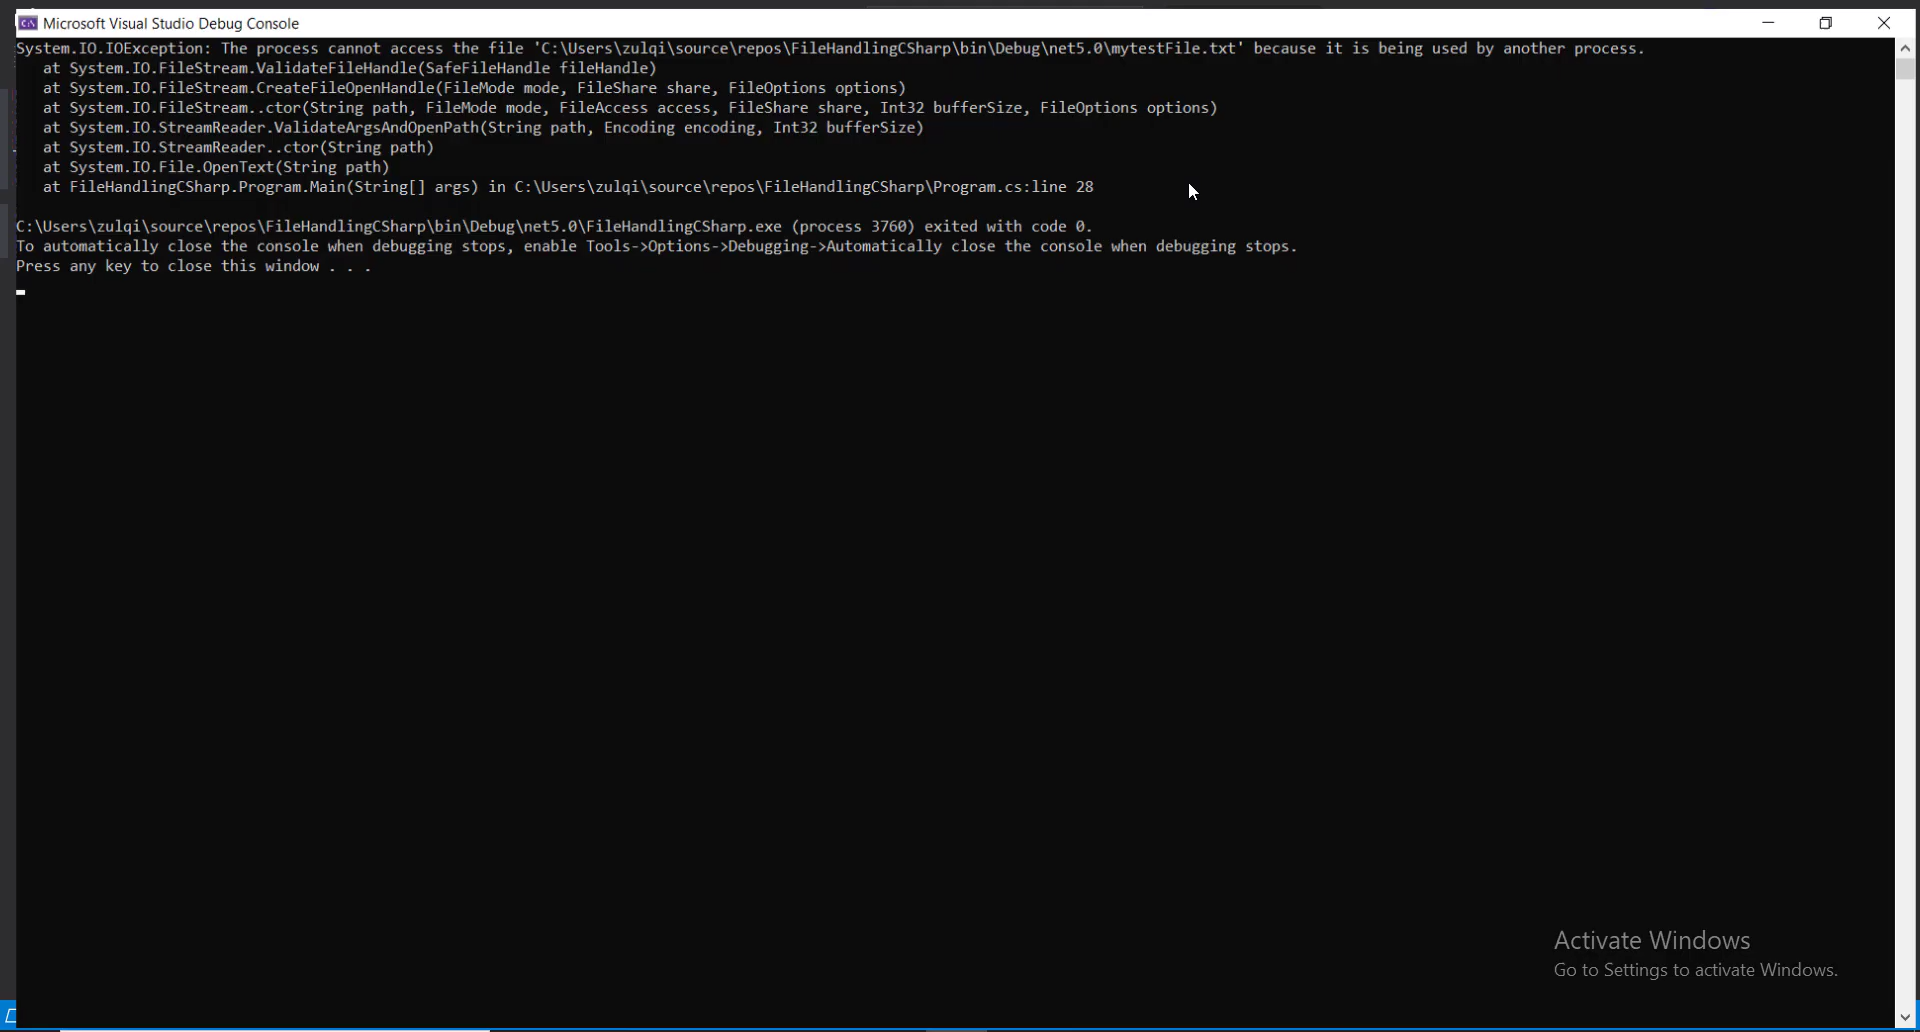 Microsoft Visual Studio Debug Console
System.IO.IOException: The process cannot access the file 'C:\Users\zulqi\source\repos\FileHandlingCSharp\bin\Debug\net5.0\mytestFile.txt' because it is being used by another process.
at System.IO.FileStream.ValidateFileHandle(SafeFileHandle fileHandle)
at System.IO.FileStream.CreateFileOpenHandle(FileMode mode, FileShare share, FileOptions options)
at System.IO.FileStream..ctor(String path, FileMode mode, FileAccess access, FileShare share, Int32 bufferSize, FileOptions options)
at System.IO.StreamReader.ValidateArgsAndOpenPath(String path, Encoding encoding, Int32 bufferSize)
at System.IO.StreamReader..ctor(String path)
at System.IO.File.OpenText(String path)
at FileHandlingCSharp.Program.Main(String[] args) in C:\Users\zulqi\source\repos\FileHandlingCSharp\Program.cs:line 28
C:\Users\zulqi\source\repos\FileHandlingCSharp\bin\Debug\net5.0\FileHandlingCSharp.exe (process 3760) exited with code 0.
To automatically close the console when debugging stops, enable Tools->Options->Debugging->Automatically close the console when debugging stops.
Press any key to close this window . . .
Activate Windows
Go to Settings to activate Windows.